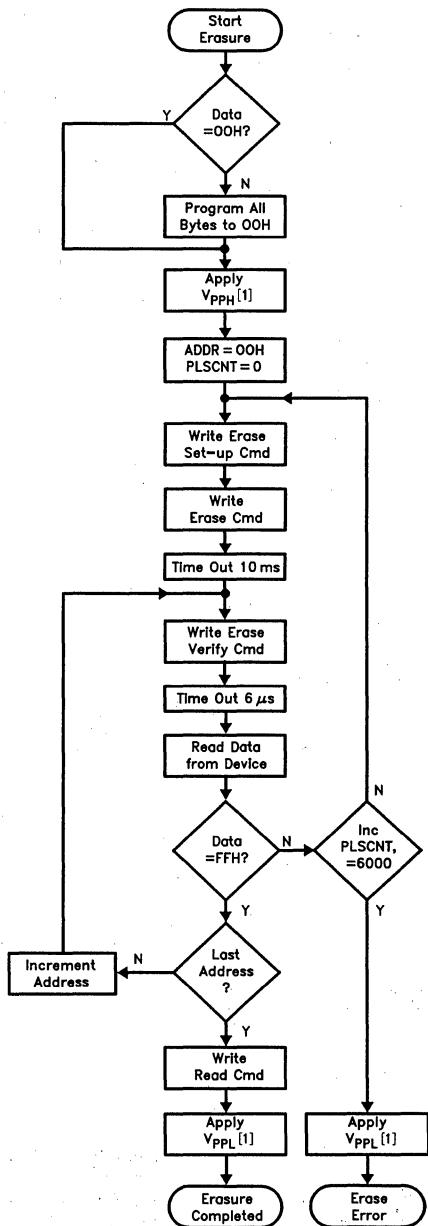 Start
Erasure
Data
=00H?
Y
N
Program All
Bytes to 00H
Apply
VPPH[1]
ADDR=00H
PLSCNT=0
Write Erase
Set-up Cmd
Write
Erase Cmd
Time Out 10 ms
Write Erase
Verify Cmd
Time Out 6 μs
Read Data
from Device
Data
=FFH?
N
Y
Inc
PLSCNT,
=6000
N
Y
Last
Address
?
N
Y
Increment
Address
Write
Read Cmd
Apply
VPPL[1]
Apply
VPPL[1]
Erasure
Completed
Erase
Error